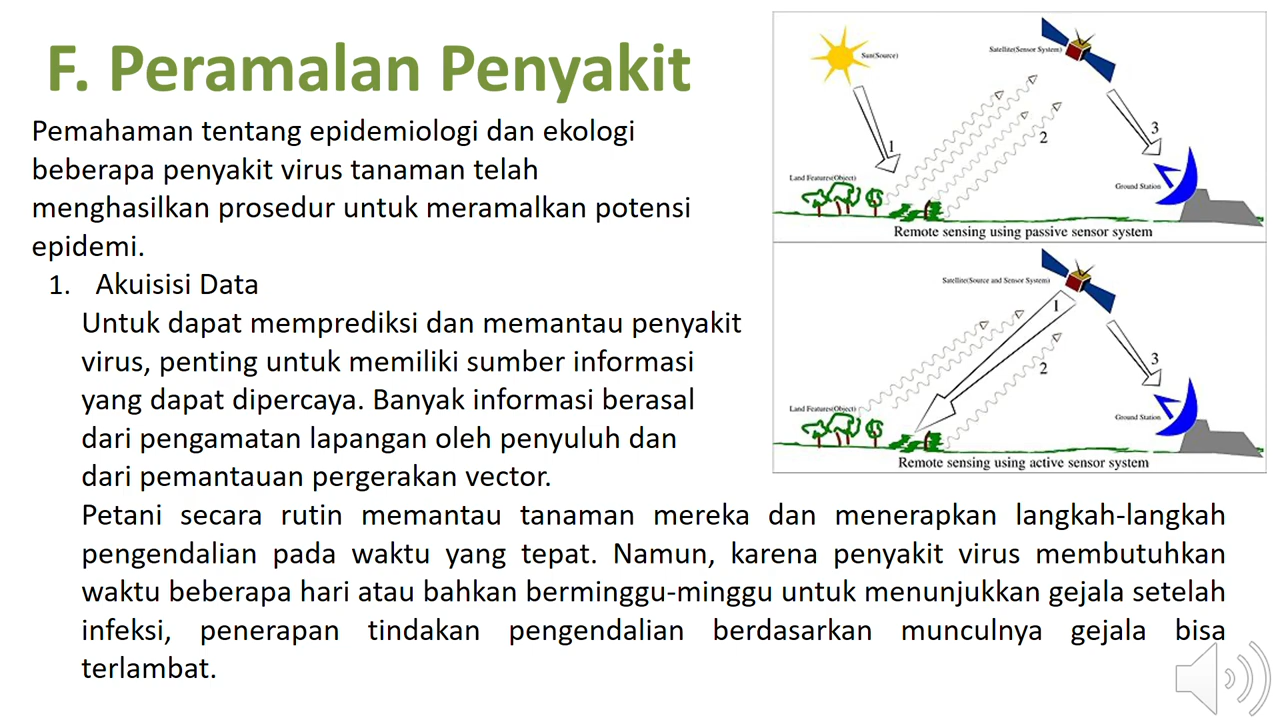 F. Peramalan Penyakit
Pemahaman tentang epidemiologi dan ekologi
beberapa penyakit virus tanaman telah
menghasilkan prosedur untuk meramalkan potensi
epidemi.
1. Akuisisi Data
Untuk dapat memprediksi dan memantau penyakit
virus, penting untuk memiliki sumber informasi
yang dapat dipercaya. Banyak informasi berasal
dari pengamatan lapangan oleh penyuluh dan
dari pemantauan pergerakan vector.
Petani secara rutin memantau tanaman mereka dan menerapkan langkah-langkah
pengendalian pada waktu yang tepat. Namun, karena penyakit virus membutuhkan
waktu beberapa hari atau bahkan berminggu-minggu untuk menunjukkan gejala setelah
infeksi, penerapan tindakan pengendalian berdasarkan munculnya gejala bisa
terlambat.
Sun(Source)
Satellite(Sensor System)
1
2
3
Land Features(Object)
Ground Station
Remote sensing using passive sensor system
Satellite(Source and Sensor System)
1
2
3
Land Features(Object)
Ground Station
Remote sensing using active sensor system